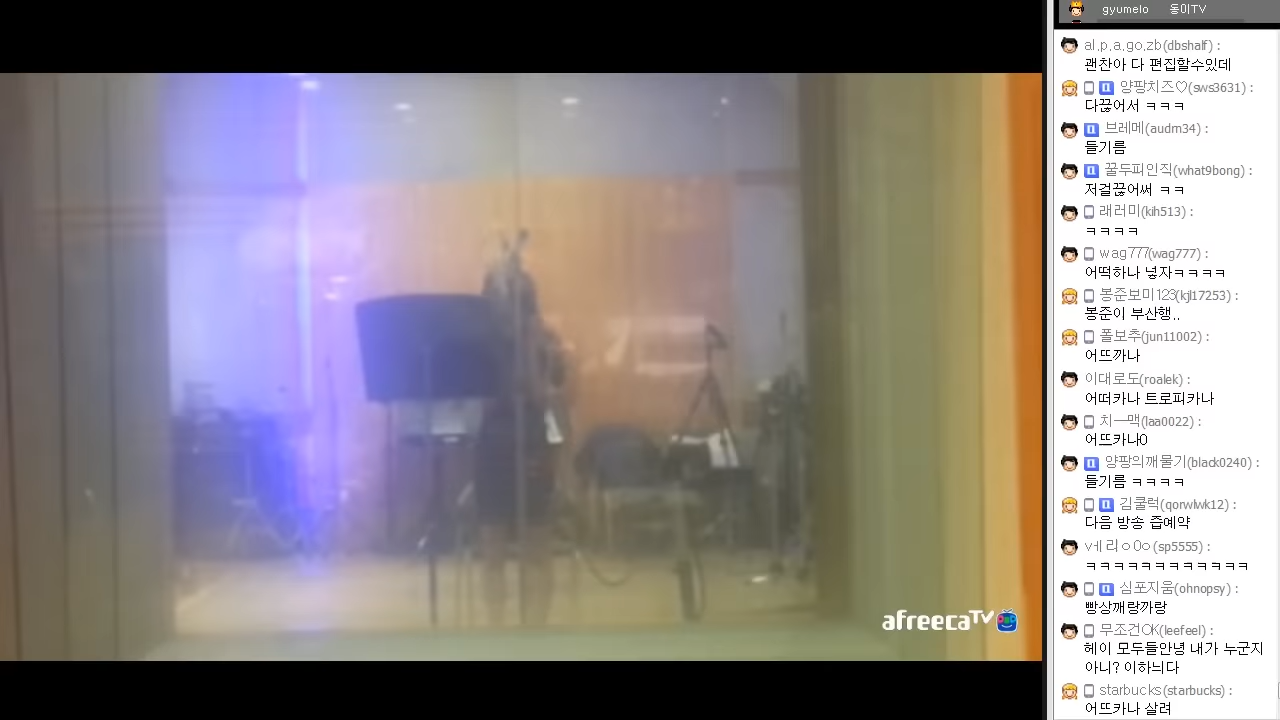 gyumelo 동이TV
al,p,a,go,zb(dbshalf) :
괜찬아 다 편집할수있데
양팡치즈♡(sws3631) :
다끊어서 ㅋㅋㅋ
브레메(audrn34) :
들기름
꿀두피인직(what9bong) :
저걸끊어써 ㅋㅋ
래러미(kih513) :
ㅋㅋㅋㅋ
wag777(wag777) :
어떡하나 넣자ㅋㅋㅋㅋ
봉준보미123(kjl17253) :
봉준이 부산행..
폴보추(jun11002) :
어뜨까나
이대로도(roalek) :
어떠카나 트로피카나
치—맥(laa0022) :
어뜨카나0
양팡의깨물기(black0240) :
들기름 ㅋㅋㅋㅋ
김쿨럭(qorwlwk12) :
다음 방송 즙예약
v네 리ㅇ0ㅇ(sp5555) :
ㅋㅋㅋㅋㅋㅋㅋㅋㅋㅋㅋㅋ
심포지움(ohnopsy) :
빵상깨랑까랑
무조건OK(leefeel) :
헤이 모두들안녕 내가 누군지
아니? 이하늬다
starbucks(starbucks) :
어뜨카나 살려
afreecaTV